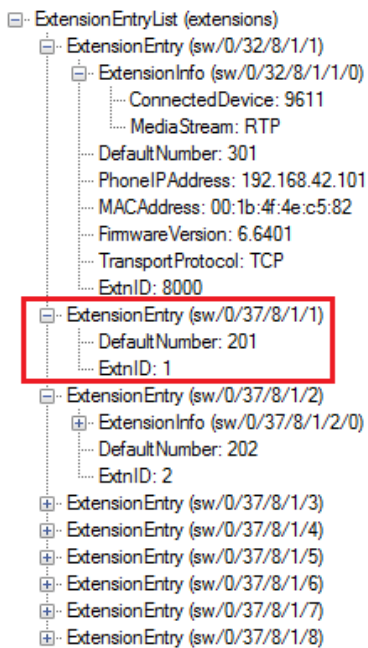 ExtensionEntryList (extensions)
ExtensionEntry (sw/0/32/8/1/1)
ExtensionInfo (sw/0/32/8/1/1/0)
ConnectedDevice: 9611
MediaStream: RTP
DefaultNumber: 301
PhoneIPAddress: 192.168.42.101
MACAddress: 00:1b:4f:4e:c5:82
FirmwareVersion: 6.6401
TransportProtocol: TCP
ExtnID: 8000
ExtensionEntry (sw/0/37/8/1/1)
DefaultNumber: 201
ExtnID: 1
ExtensionEntry (sw/0/37/8/1/2)
ExtensionInfo (sw/0/37/8/1/2/0)
DefaultNumber: 202
ExtnID: 2
ExtensionEntry (sw/0/37/8/1/3)
ExtensionEntry (sw/0/37/8/1/4)
ExtensionEntry (sw/0/37/8/1/5)
ExtensionEntry (sw/0/37/8/1/6)
ExtensionEntry (sw/0/37/8/1/7)
ExtensionEntry (sw/0/37/8/1/8)